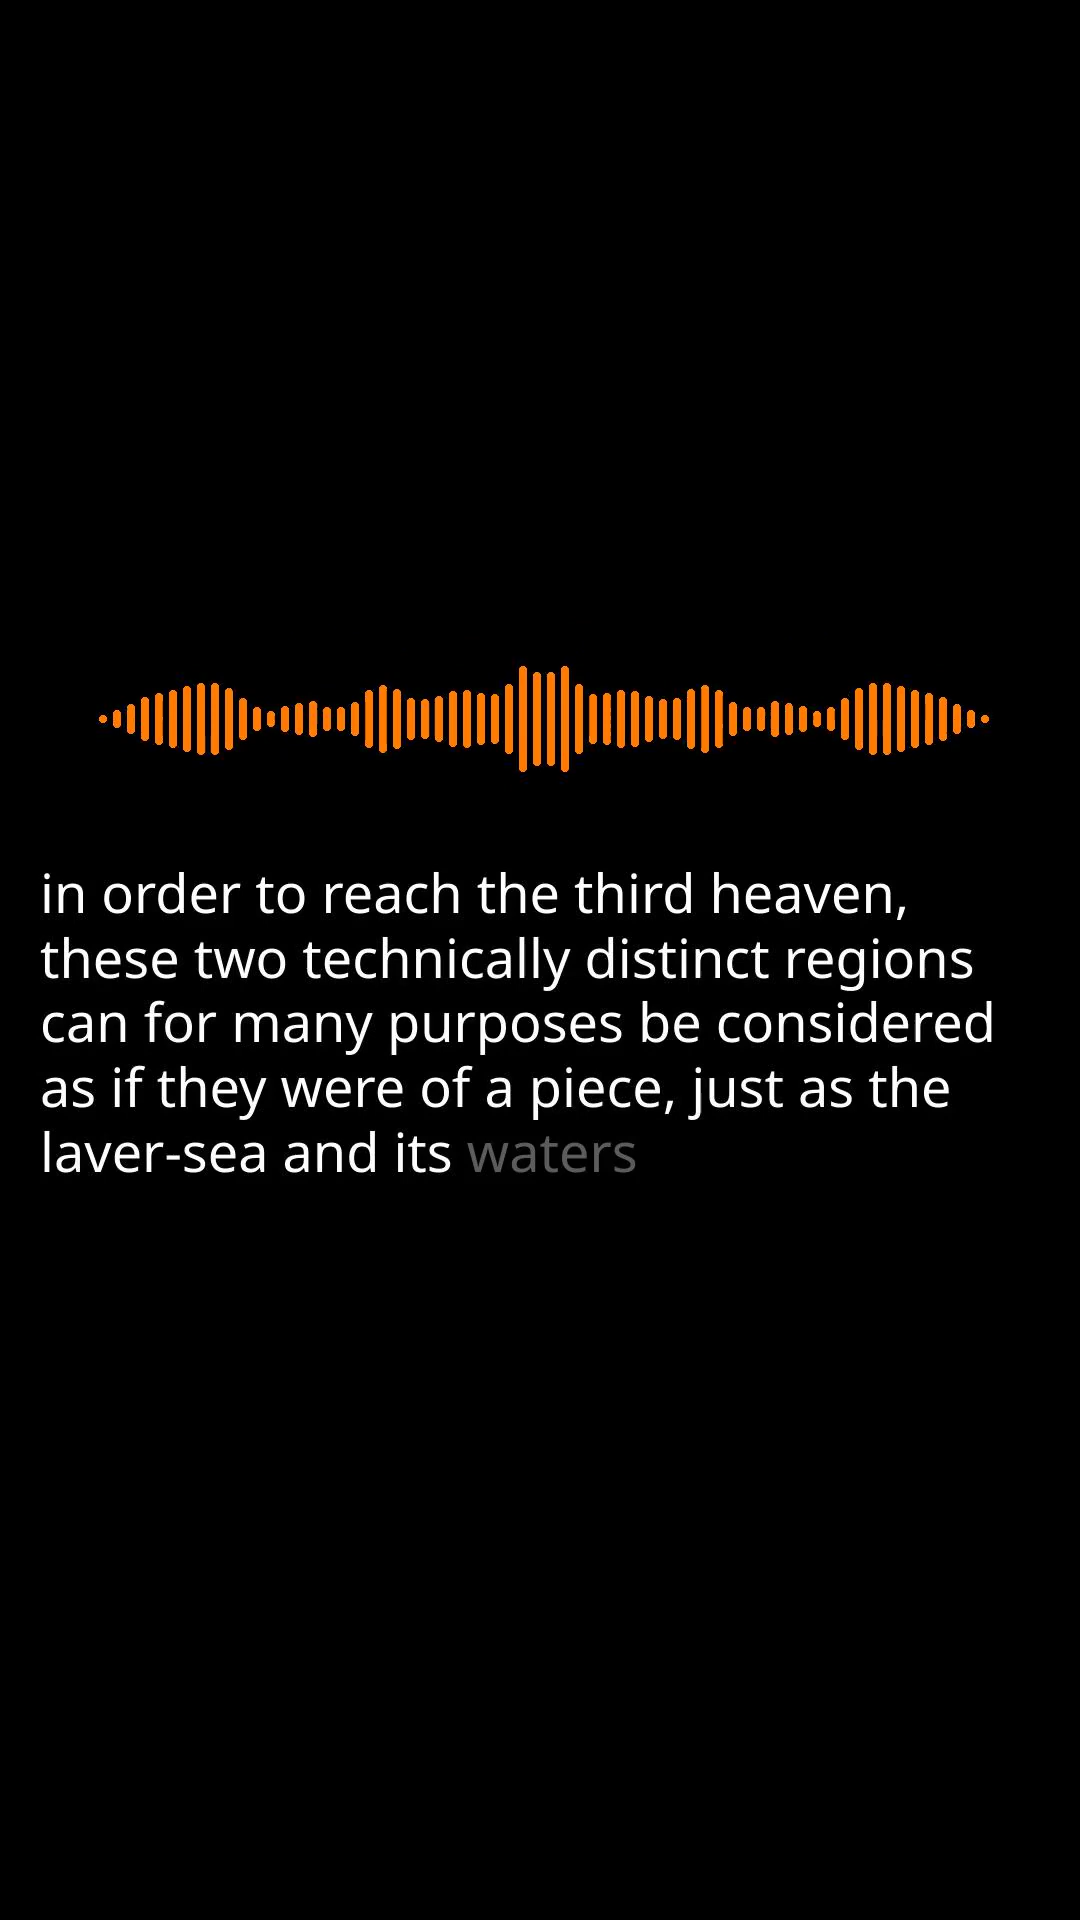 in order to reach the third heaven,
these two technically distinct regions
can for many purposes be considered
as if they were of a piece, just as the
laver-sea and its waters